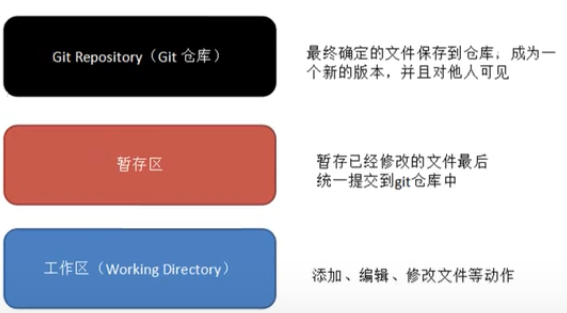 Git Repository（Git 仓库）
最终确定的文件保存到仓库，成为一
个新的版本，并且对他人可见
暂存区
暂存已经修改的文件最后
统一提交到git仓库中
工作区（Working Directory）
添加、编辑、修改文件等动作